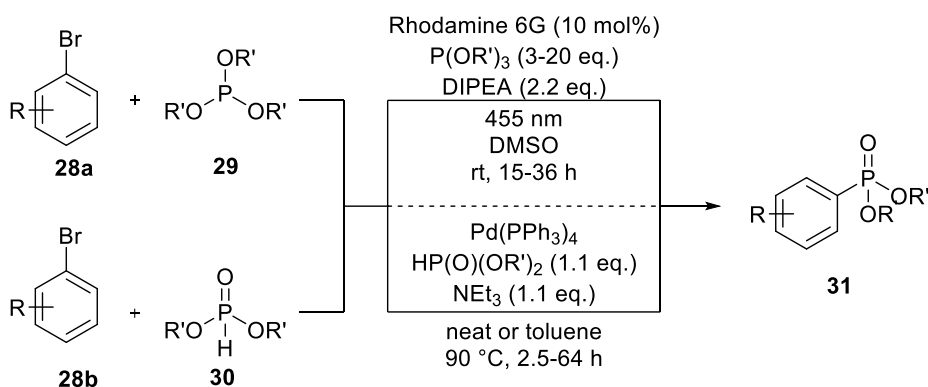 Br
R
28a
+
OR'
P
R'O
OR'
29
Rhodamine 6G (10 mol%)
P(OR')₃ (3-20 eq.)
DIPEA (2.2 eq.)
455 nm
DMSO
rt, 15-36 h
Br
R
28b
+
O
P
R'O
OR'
H
30
Pd(PPh₃)₄
HP(O)(OR')₂ (1.1 eq.)
NEt₃ (1.1 eq.)
neat or toluene
90 °C, 2.5-64 h
O
P
OR'
OR'
R
31